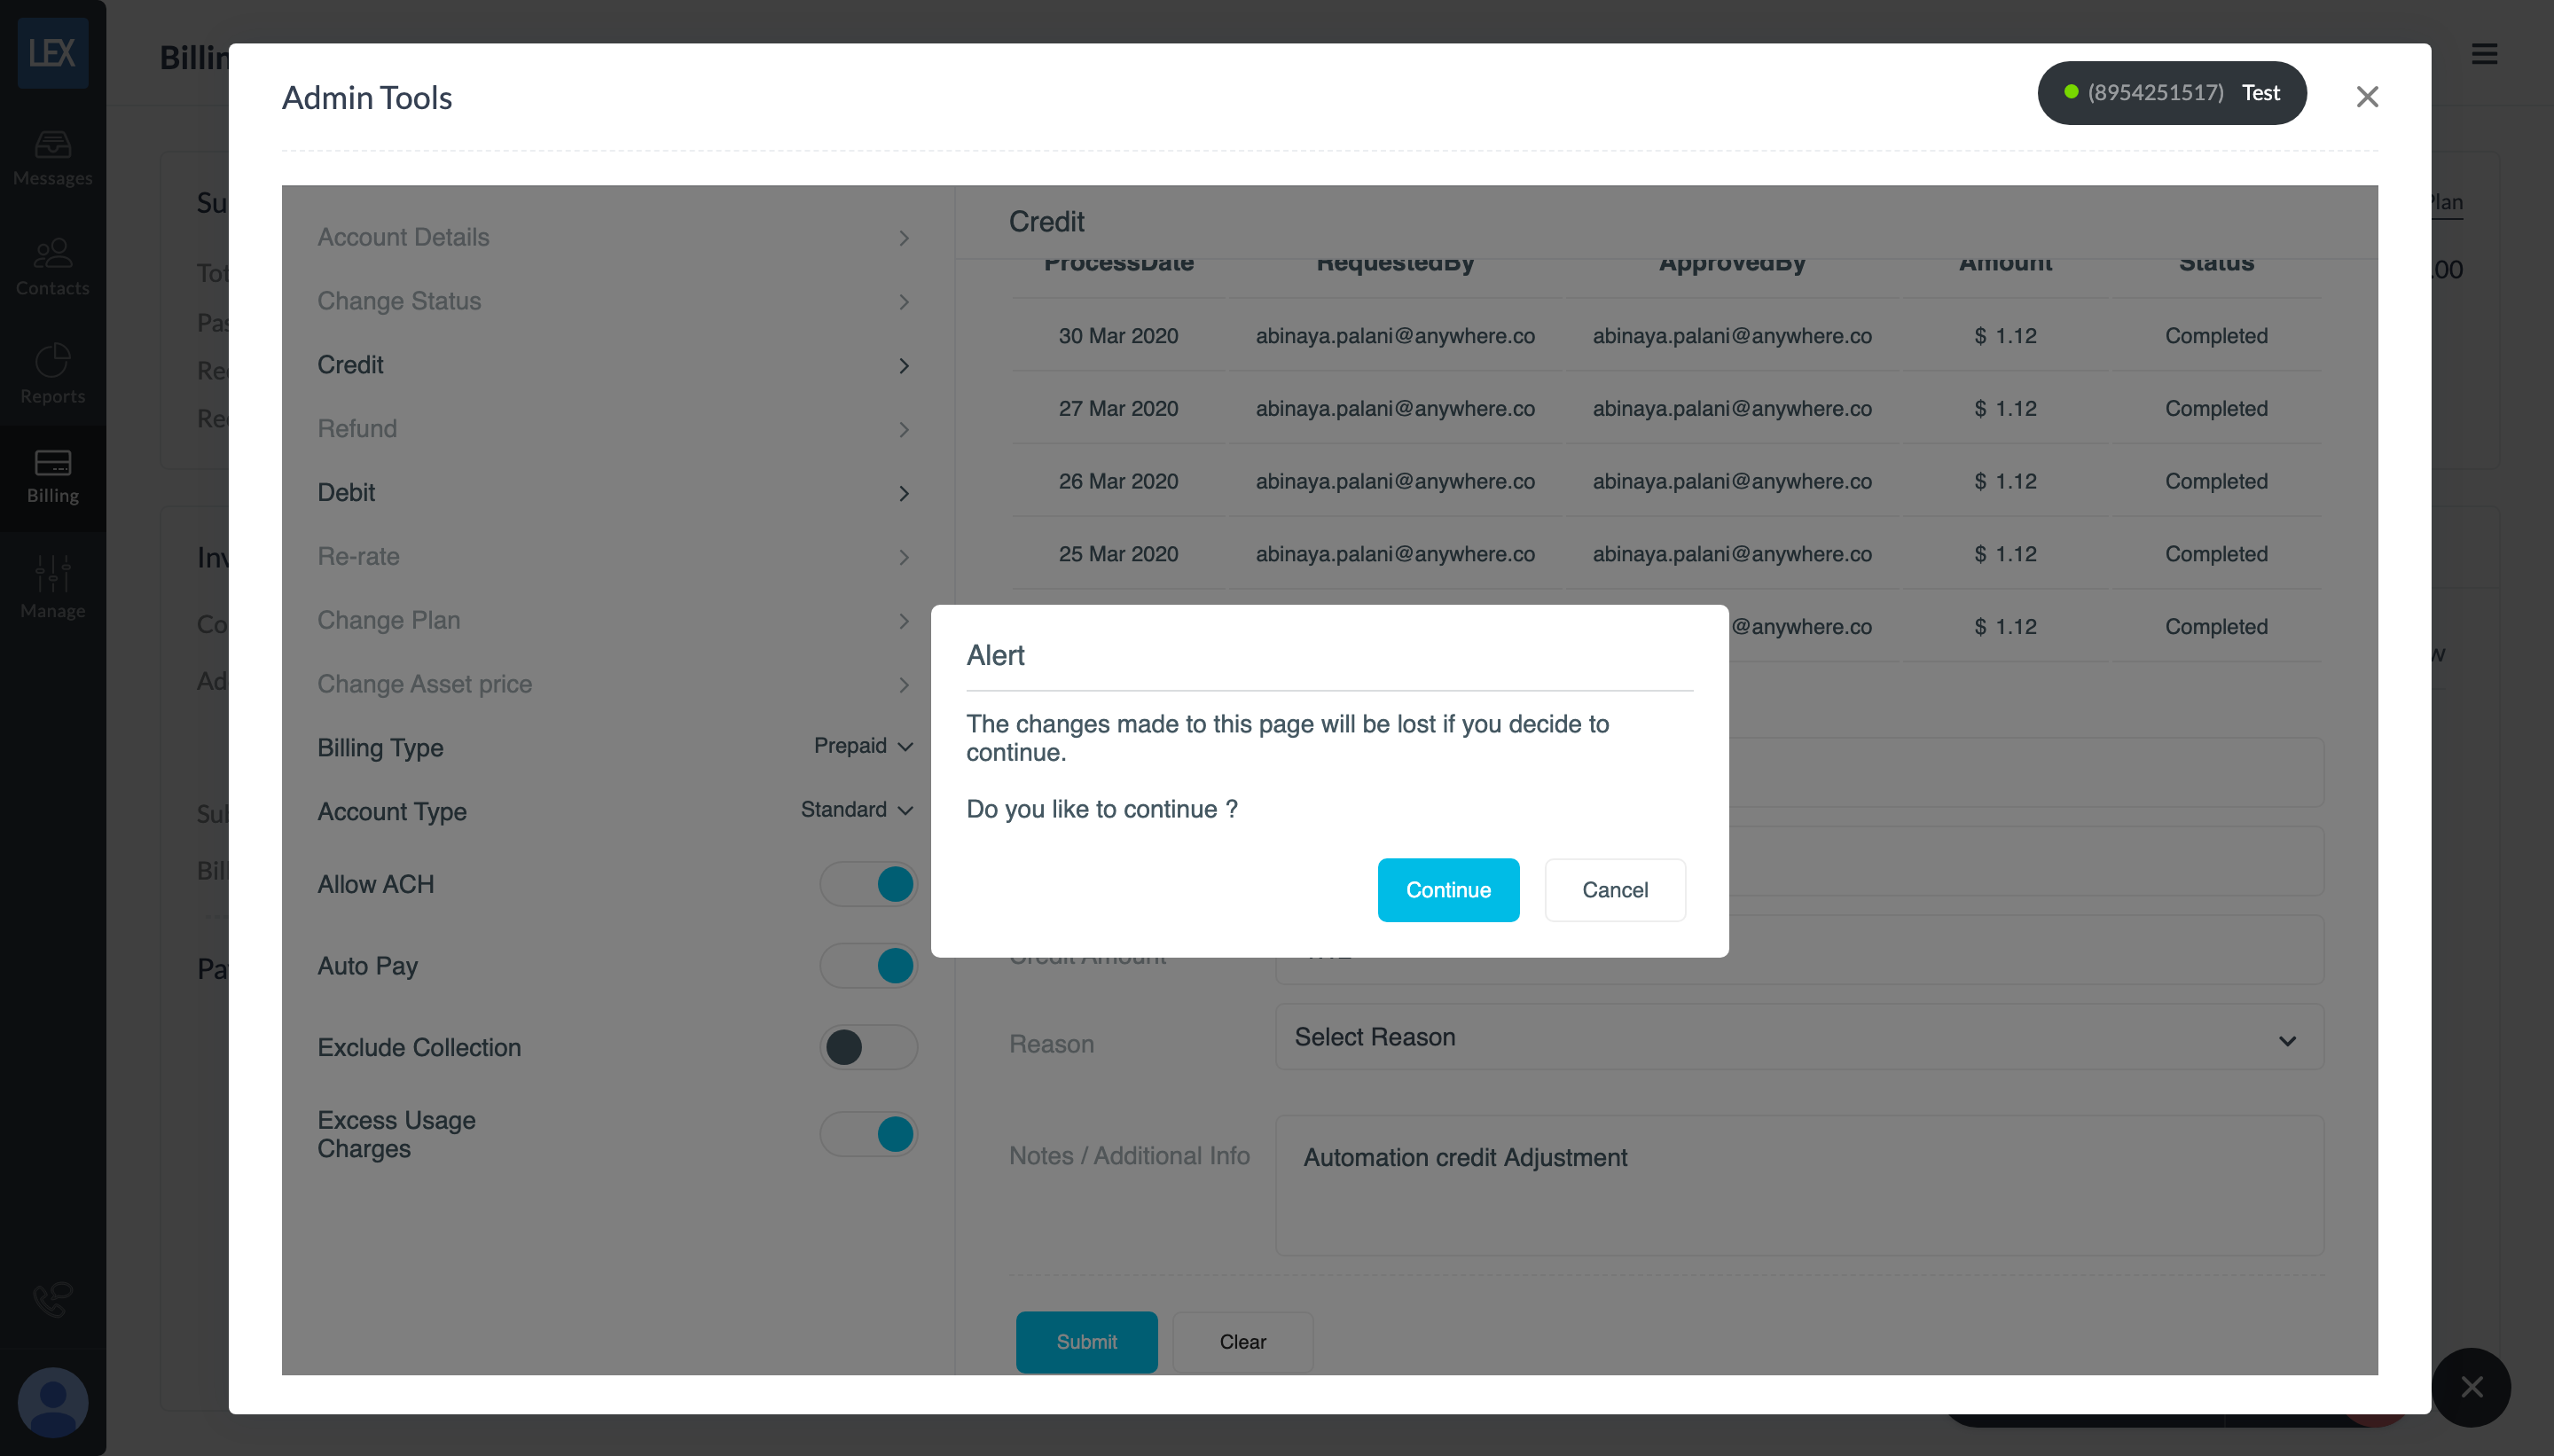 LEX
Messages
Contacts
Reports
Billing
Manage
Admin Tools
(8954251517) Test
Account Details
Change Status
Credit
Refund
Debit
Re-rate
Change Plan
Change Asset price
Billing Type Prepaid
Account Type Standard
Allow ACH
Auto Pay
Exclude Collection
Excess Usage
Charges
Credit
ProcessDate RequestedBy ApprovedBy Amount Status
30 Mar 2020 abinaya.palani@anywhere.co abinaya.palani@anywhere.co $ 1.12 Completed
27 Mar 2020 abinaya.palani@anywhere.co abinaya.palani@anywhere.co $ 1.12 Completed
26 Mar 2020 abinaya.palani@anywhere.co abinaya.palani@anywhere.co $ 1.12 Completed
25 Mar 2020 abinaya.palani@anywhere.co abinaya.palani@anywhere.co $ 1.12 Completed
@anywhere.co $ 1.12 Completed
Alert
The changes made to this page will be lost if you decide to
continue.
Do you like to continue ?
Continue Cancel
Credit Amount
Reason Select Reason
Notes / Additional Info Automation credit Adjustment
Submit Clear